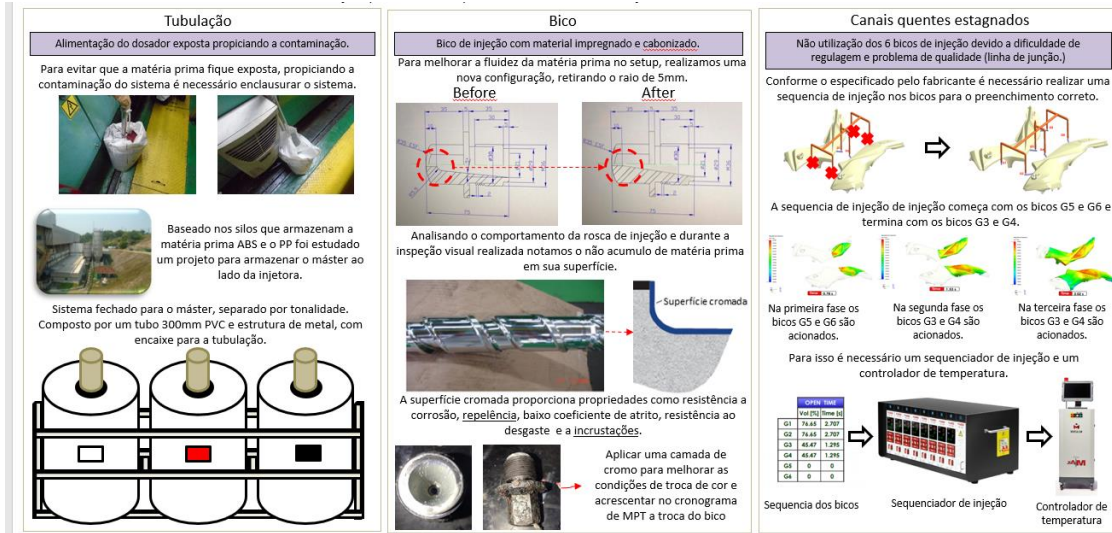 Tubulação
Alimentação do dosador exposta propiciando a contaminação.
Para evitar que a matéria prima fique exposta, propiciando a
contaminação do sistema é necessário enclausurar o sistema.
Baseado nos silos que armazenam a
matéria prima ABS e o PP foi estudado
um projeto para armazenar o máster ao
lado da injetora.
Sistema fechado para o máster, separado por tonalidade.
Composto por um tubo 300mm PVC e estrutura de metal, com
encaixe para a tubulação.
Bico
Bico de injeção com material impregnado e cabonizado.
Para melhorar a fluidez da matéria prima no setup, realizamos uma
nova configuração, retirando o raio de 5mm.
Before
After
Analisando o comportamento da rosca de injeção e durante a
inspeção visual realizada notamos o não acumulo de matéria prima
em sua superfície.
Superfície cromada
A superfície cromada proporciona propriedades como resistência a
corrosão, repelência, baixo coeficiente de atrito, resistência ao
desgaste e a incrustações.
Aplicar uma camada de
cromo para melhorar as
condições de troca de cor e
acrescentar no cronograma
de MPT a troca do bico
Canais quentes estagnados
Não utilização dos 6 bicos de injeção devido a dificuldade de
regulagem e problema de qualidade (linha de junção.)
Conforme o especificado pelo fabricante é necessário realizar uma
sequencia de injeção nos bicos para o preenchimento correto.
A sequencia de injeção de injeção começa com os bicos G5 e G6 e
termina com os bicos G3 e G4.
Na primeira fase os
bicos G5 e G6 são
acionados.
Na segunda fase os
bicos G3 e G4 são
acionados.
Na terceira fase os
bicos G3 e G4 são
acionados.
Para isso é necessário um sequenciador de injeção e um
controlador de temperatura.
OPEN TIME
Vol [%] Time [s]
G1 76.65 2.707
G2 76.65 2.707
G3 45.47 1.295
G4 45.47 1.295
G5 0 0
G6 0 0
Sequencia dos bicos
Sequenciador de injeção
Controlador de
temperatura